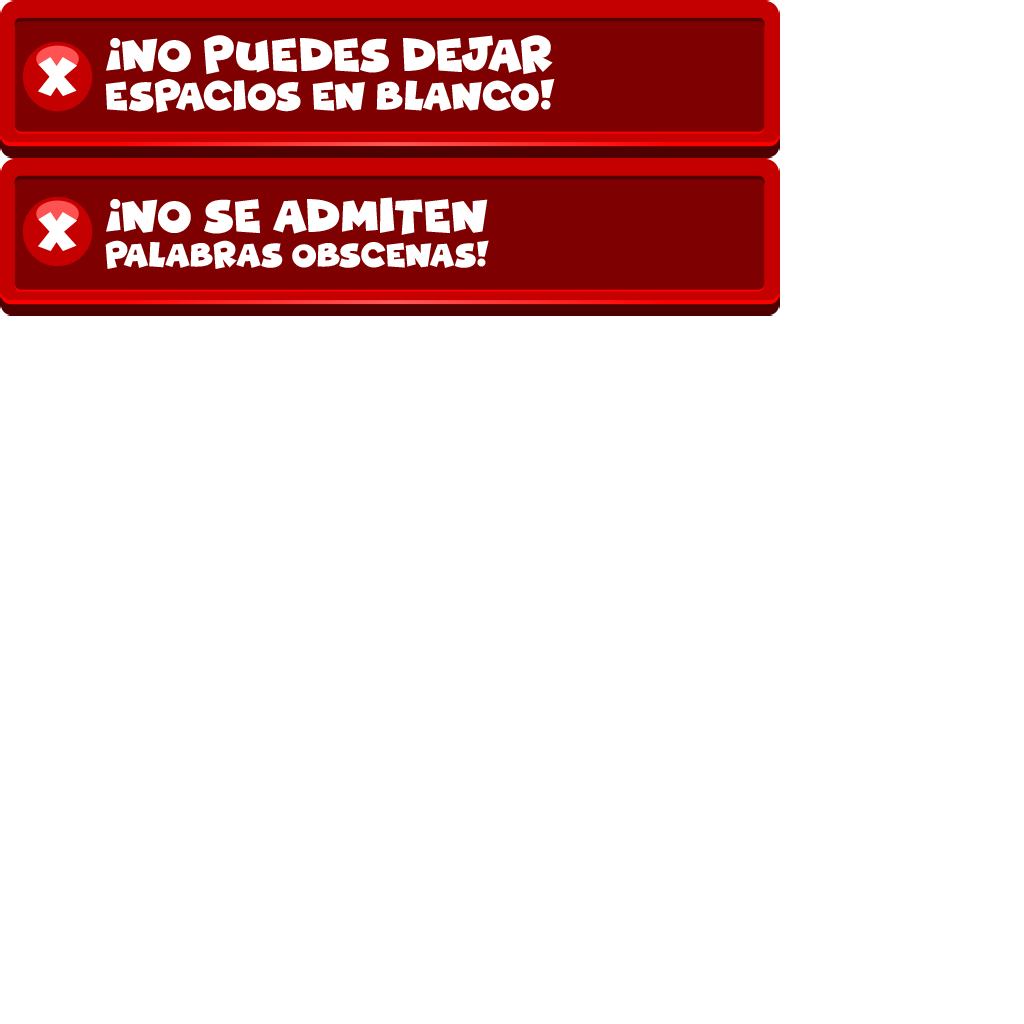 ¡NO PUEDES DEJAR
ESPACIOS EN BLANCO!
¡NO SE ADMITEN
PALABRAS OBSCENAS!